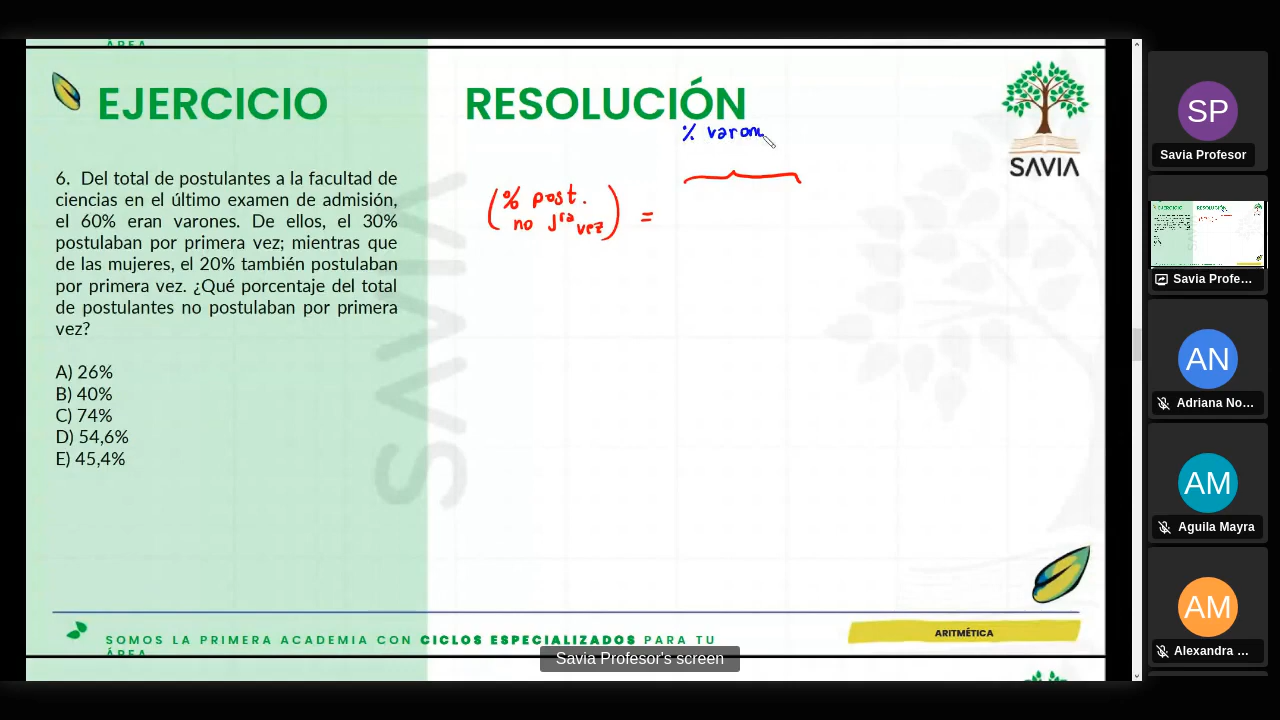 ÁREA
EJERCICIO
RESOLUCIÓN
% varon
SAVIA
6. Del total de postulantes a la facultad de
ciencias en el último examen de admisión,
el 60% eran varones. De ellos, el 30%
postulaban por primera vez; mientras que
de las mujeres, el 20% también postulaban
por primera vez. ¿Qué porcentaje del total
de postulantes no postulaban por primera
vez?
A) 26%
B) 40%
C) 74%
D) 54,6%
E) 45,4%
(% post.
no 1ra vez) =
SAVIA
SOMOS LA PRIMERA ACADEMIA CON CICLOS ESPECIALIZADOS PARA TU
ÁREA
ARITMÉTICA
Savia Profesor's screen
SP
Savia Profesor
Savia Profe...
AN
Adriana No...
AM
Aguila Mayra
AM
Alexandra ...